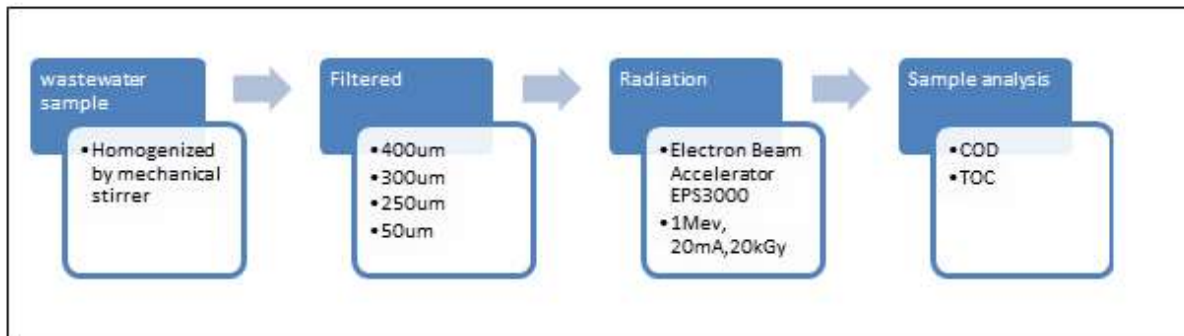 wastewater
sample
•Homogenized
by mechanical
stirrer
Filtered
•400um
•300um
•250um
•50um
Radiation
•Electron Beam
Accelerator
EPS3000
•1Mev,
20mA,20kGy
Sample analysis
•COD
•TOC